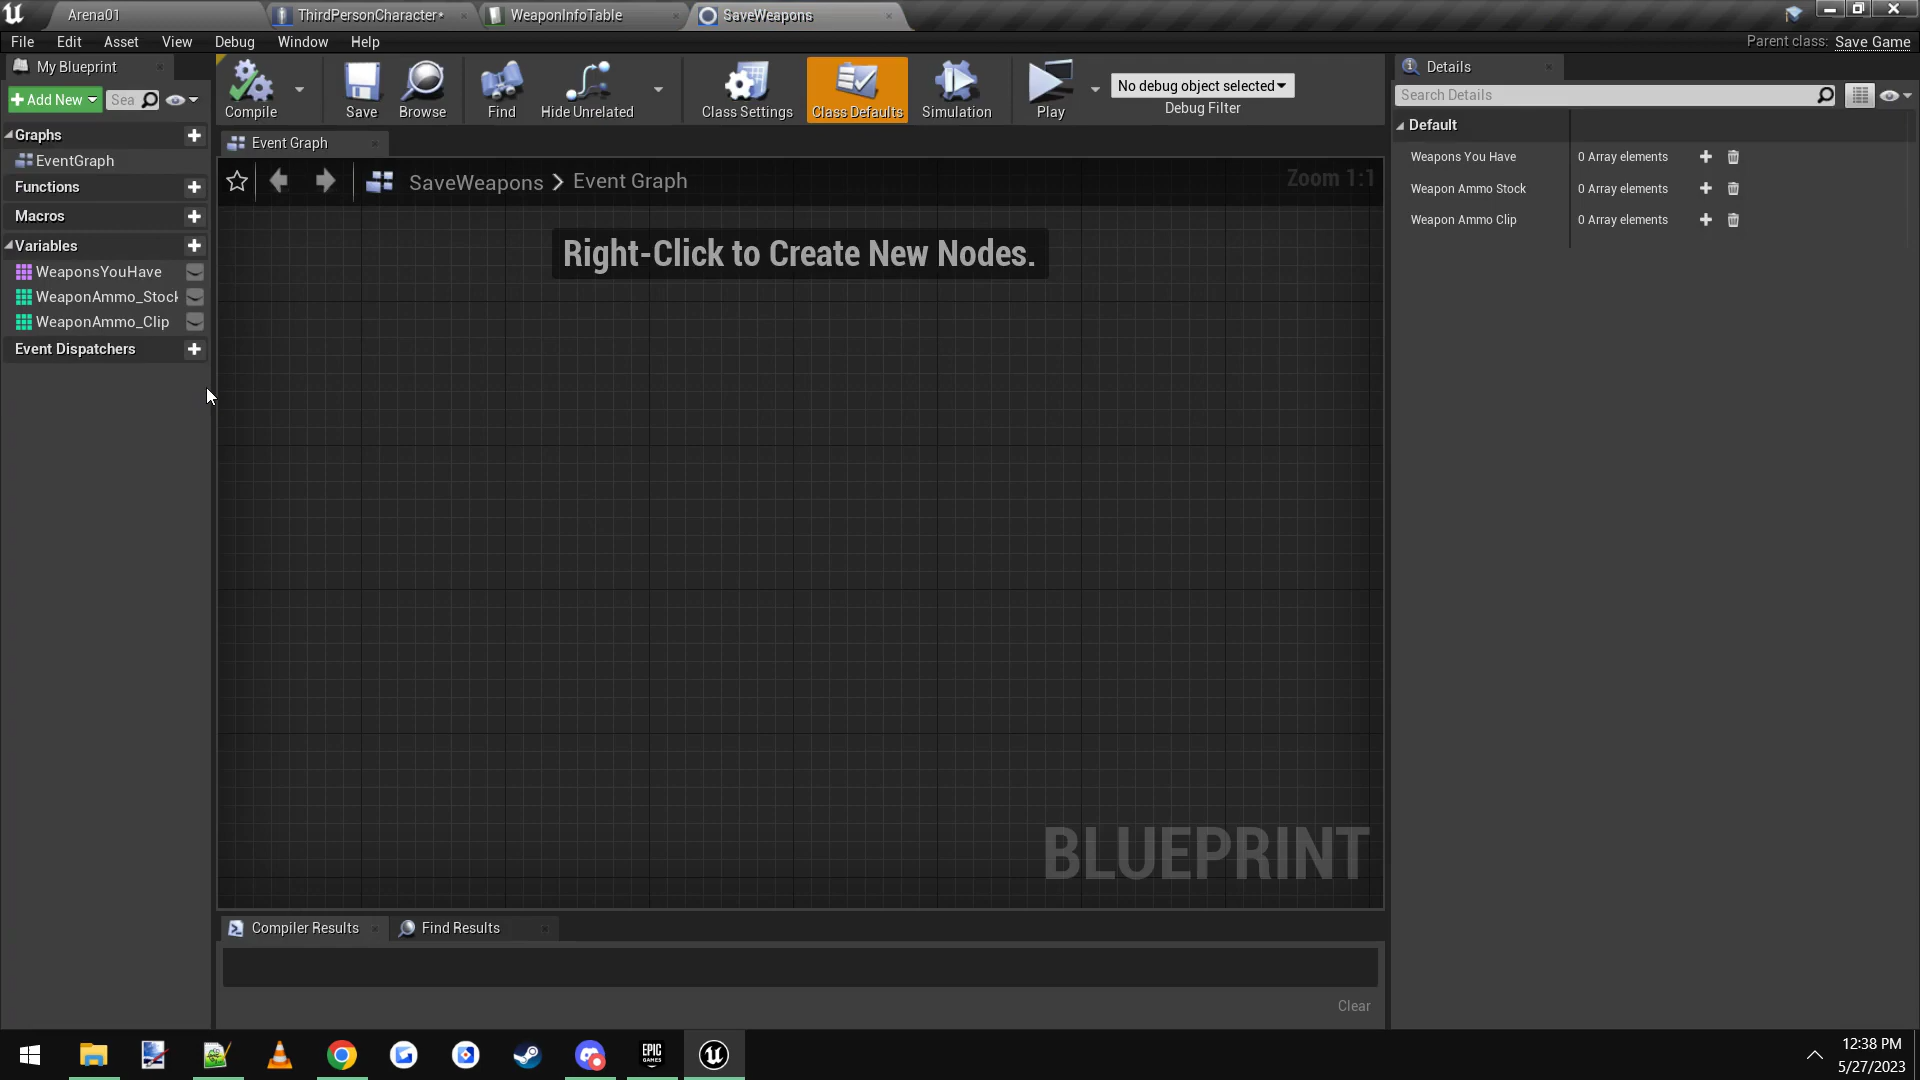 Arena01
ThirdPersonCharacter*
WeaponInfoTable
SaveWeapons
File Edit Asset View Debug Window Help
Parent class: Save Game
My Blueprint
Add New
Sea
Graphs
EventGraph
Functions
Macros
Variables
WeaponsYouHave
WeaponAmmo_Stock
WeaponAmmo_Clip
Event Dispatchers
Compile
Save
Browse
Find
Hide Unrelated
Class Settings
Class Defaults
Simulation
Play
No debug object selected
Debug Filter
Event Graph
SaveWeapons > Event Graph
Zoom 1:1
Right-Click to Create New Nodes.
BLUEPRINT
Compiler Results
Find Results
Clear
Details
Search Details
Default
Weapons You Have 0 Array elements
Weapon Ammo Stock 0 Array elements
Weapon Ammo Clip 0 Array elements
EPIC
GAMES
12:38 PM
5/27/2023